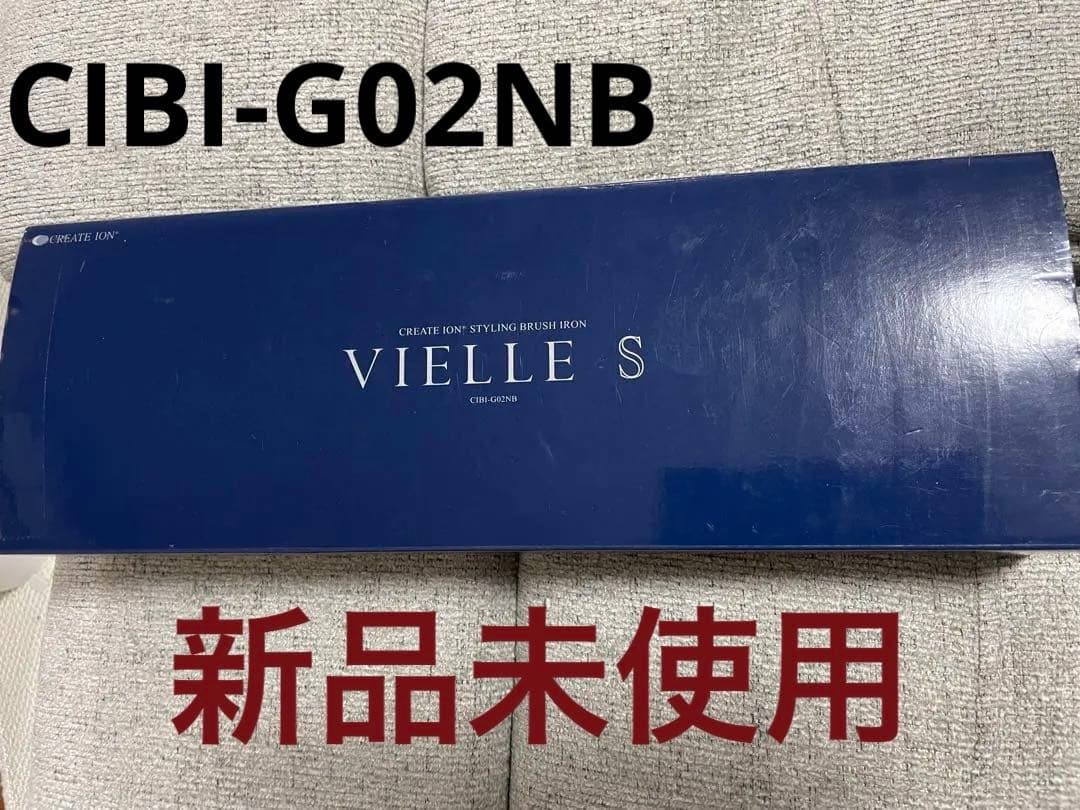 CIBI-G02NB
CREATE ION®
CREATE ION® STYLING BRUSH IRON
VIELLE S
CIBI-G02NB
新品未使用